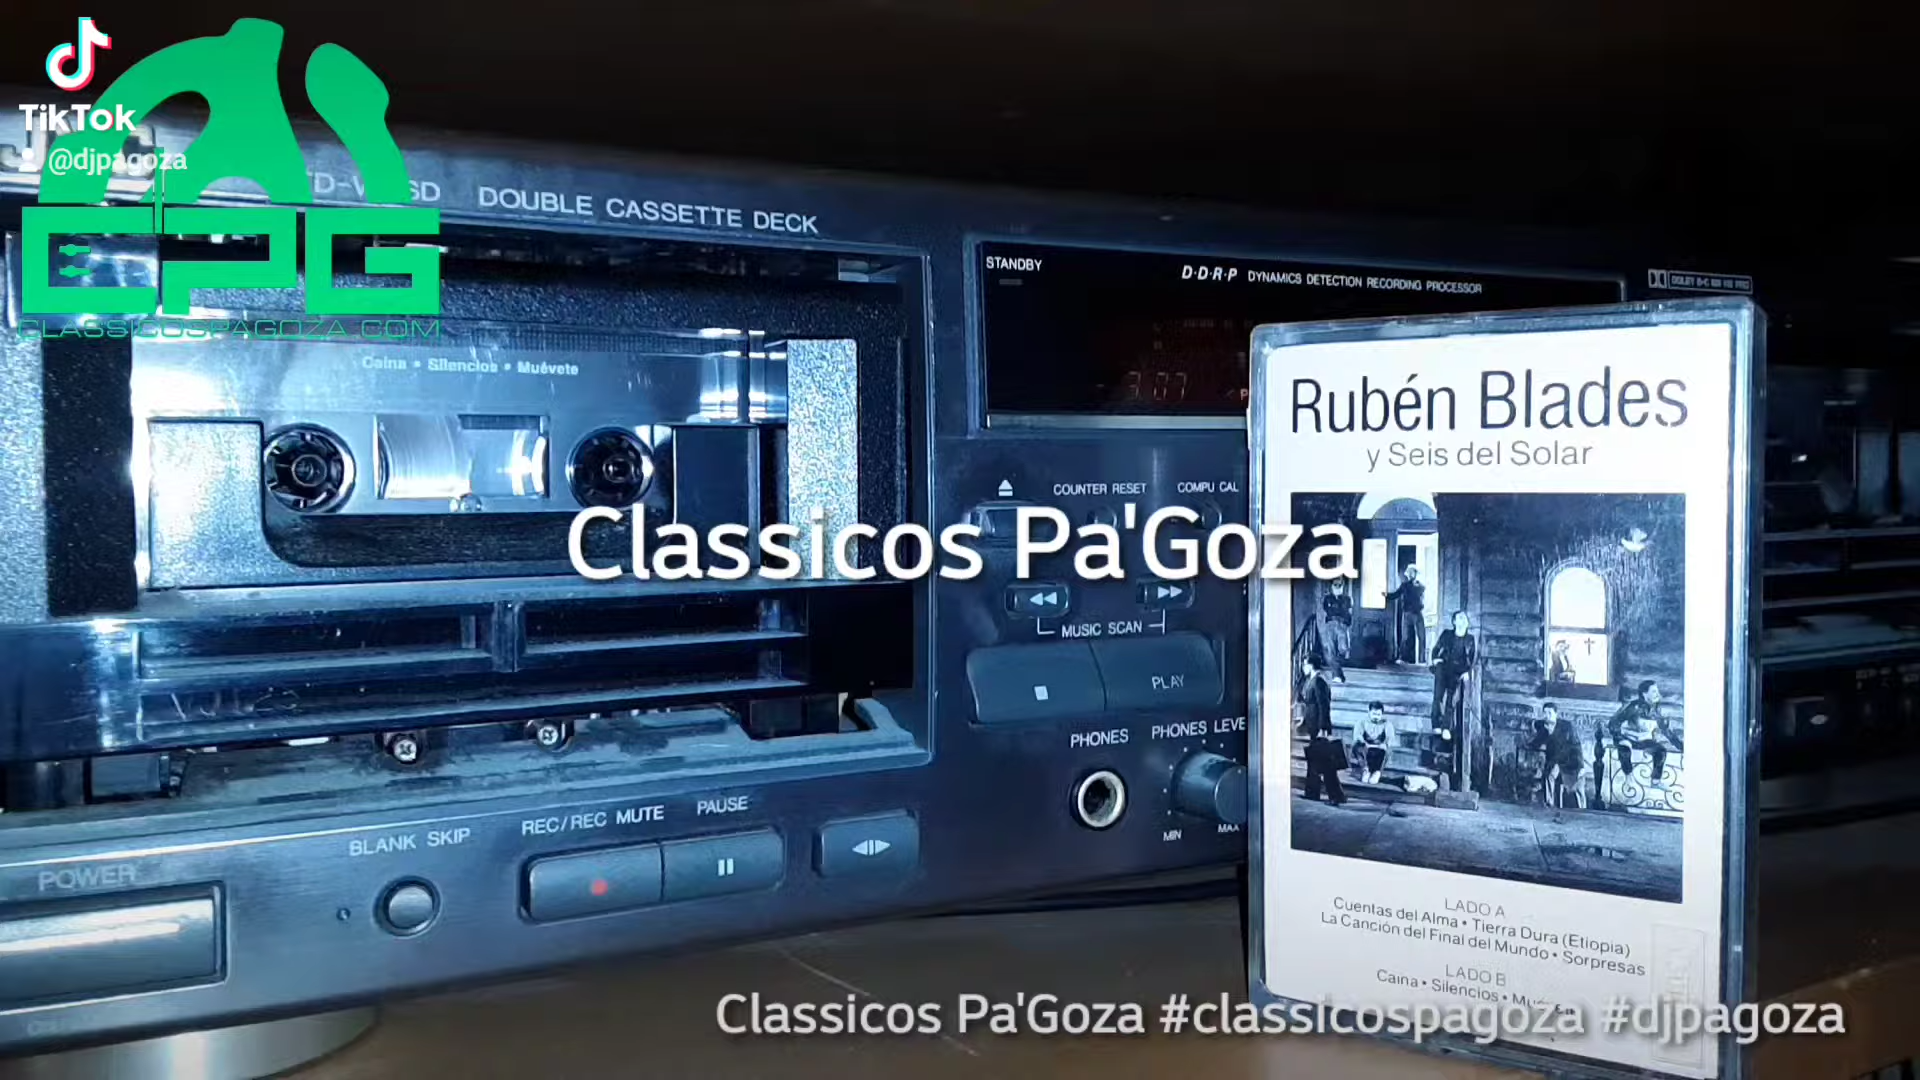 TikTok
@djpagoza
CPG
CLASSICOSPAGOZA.COM
DOUBLE CASSETTE DECK
STANDBY
D·D·R·P DYNAMICS DETECTION RECORDING PROCESSOR
Caina • Silencios • Muévete
Rubén Blades
y Seis del Solar
COUNTER RESET
COMPU CAL
Classicos Pa'Goza
MUSIC SCAN
PLAY
PHONES
PHONES LEVE
MIN
MAX
REC/REC MUTE
PAUSE
BLANK SKIP
POWER
LADO A
Cuentas del Alma • Tierra Dura (Etiopia)
La Canción del Final del Mundo • Sorpresas
LADO B
Caina • Silencios •
Classicos Pa'Goza #classicospagoza #djpagoza